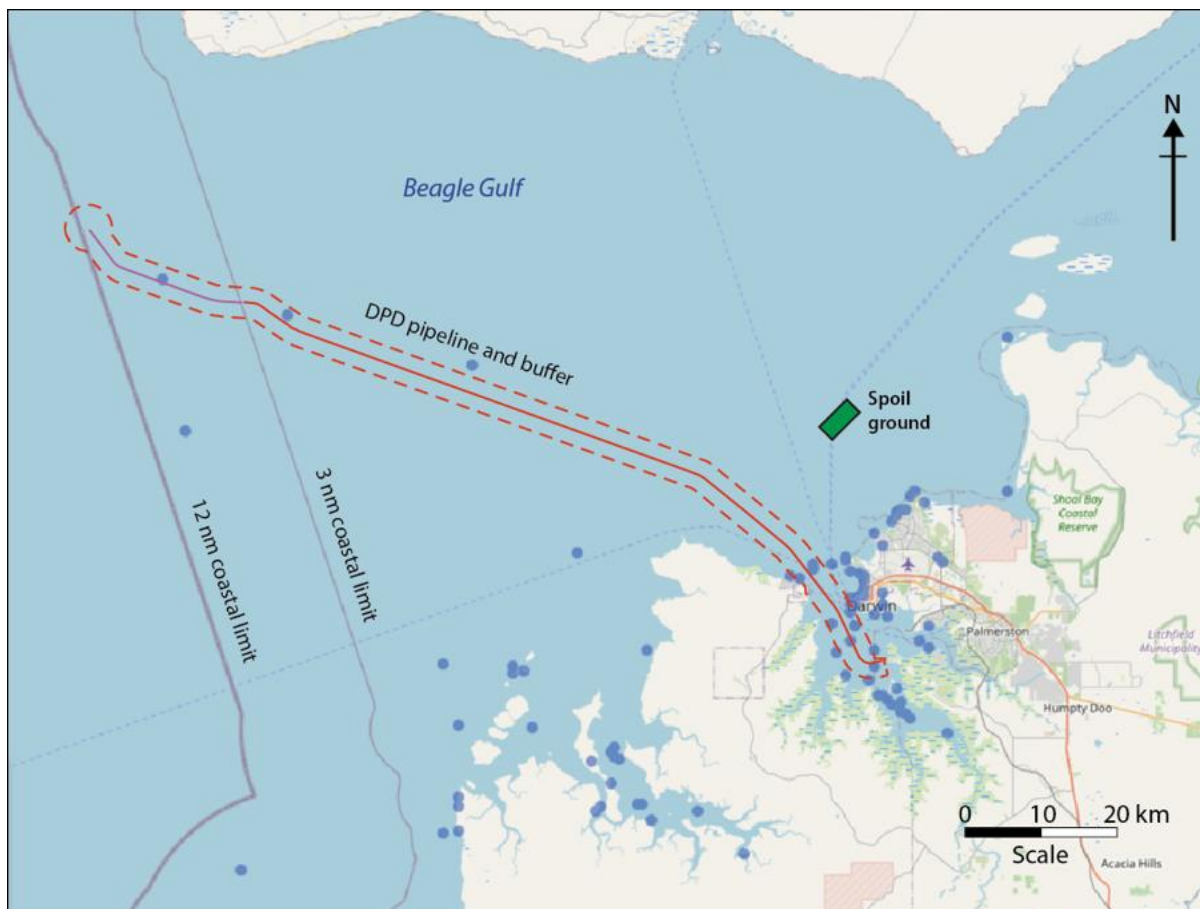 N
Beagle Gulf
DPD pipeline and buffer
Spoil
ground
3 nm coastal limit
12 nm coastal limit
Shoal Bay
Coastal
Reserve
Darwin
Palmerston
Litchfield
Municipality
Humpty Doo
0 10 20 km
Scale
Acacia Hills